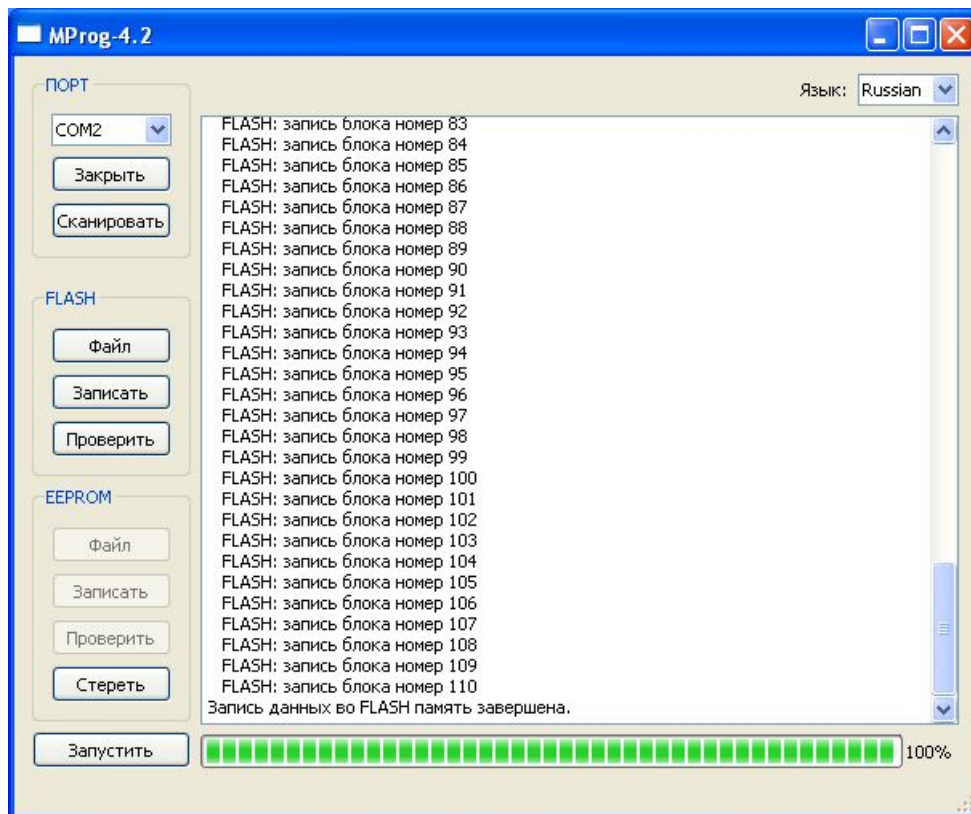 MProg-4.2
ПОРТ
Язык: Russian
COM2
Закрыть
Сканировать
FLASH
Файл
Записать
Проверить
EEPROM
Файл
Записать
Проверить
Стереть
FLASH: запись блока номер 83
FLASH: запись блока номер 84
FLASH: запись блока номер 85
FLASH: запись блока номер 86
FLASH: запись блока номер 87
FLASH: запись блока номер 88
FLASH: запись блока номер 89
FLASH: запись блока номер 90
FLASH: запись блока номер 91
FLASH: запись блока номер 92
FLASH: запись блока номер 93
FLASH: запись блока номер 94
FLASH: запись блока номер 95
FLASH: запись блока номер 96
FLASH: запись блока номер 97
FLASH: запись блока номер 98
FLASH: запись блока номер 99
FLASH: запись блока номер 100
FLASH: запись блока номер 101
FLASH: запись блока номер 102
FLASH: запись блока номер 103
FLASH: запись блока номер 104
FLASH: запись блока номер 105
FLASH: запись блока номер 106
FLASH: запись блока номер 107
FLASH: запись блока номер 108
FLASH: запись блока номер 109
FLASH: запись блока номер 110
Запись данных во FLASH память завершена.
Запустить
100%